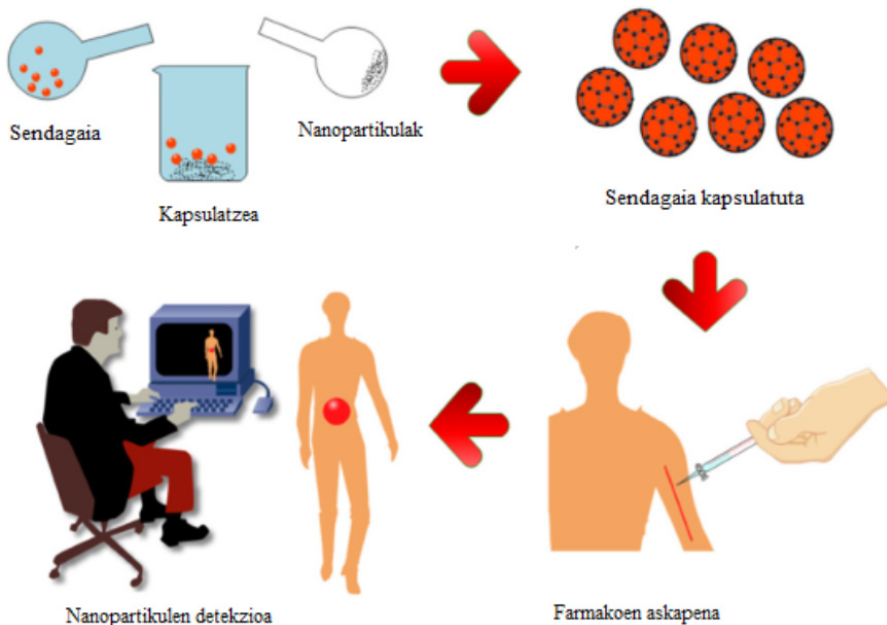 Sendagaia
Nanopartikulak
Kapsulatzea
Sendagaia kapsulatuta
Nanopartikulen detekzioa
Farmakoen askapena